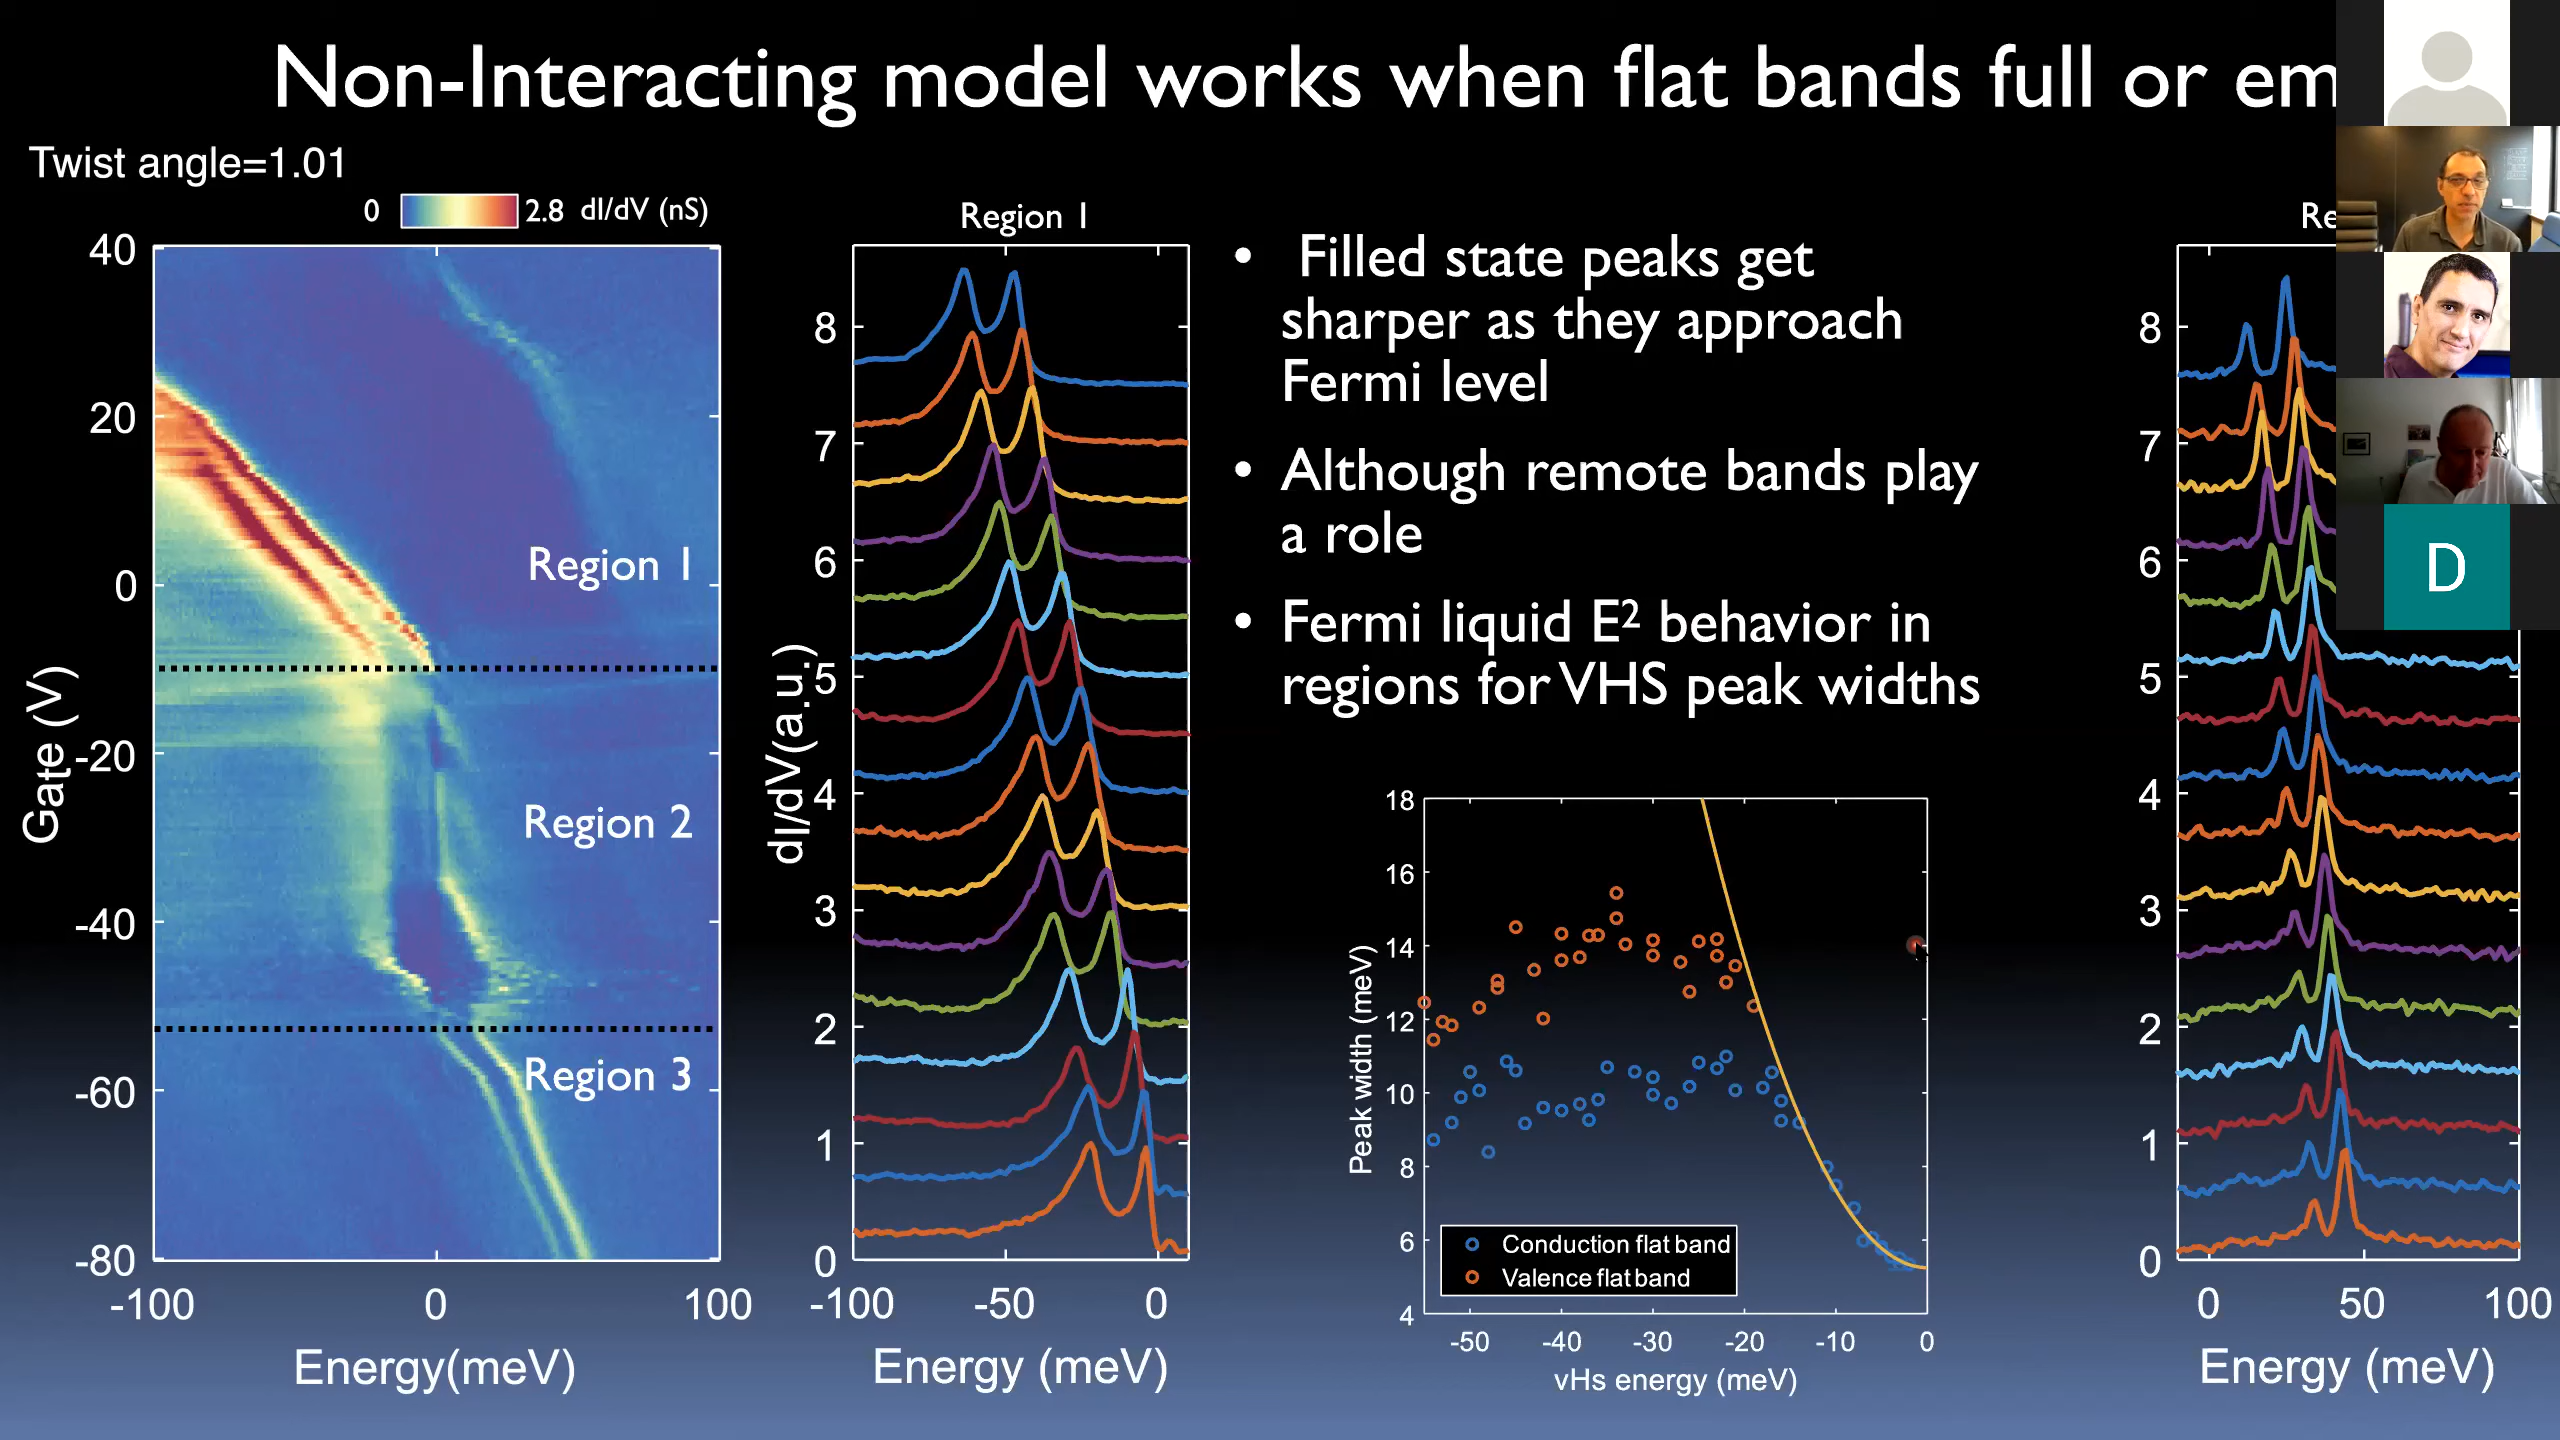 Non-Interacting model works when flat bands full or em
Twist angle=1.01
0 2.8 dI/dV (nS)
40
20
0
-20
-40
-60
-80
Gate (V)
Region 1
Region 2
Region 3
-100 0 100
Energy(meV)
Region 1
8
7
6
5
4
3
2
1
0
dI/dV(a.u.)
-100 -50 0
Energy (meV)
• Filled state peaks get
sharper as they approach
Fermi level
• Although remote bands play
a role
• Fermi liquid E² behavior in
regions for VHS peak widths
18
16
14
12
10
8
6
4
Peak width (meV)
Conduction flat band
Valence flat band
-50 -40 -30 -20 -10 0
vHs energy (meV)
Re
8
7
6
5
4
3
2
1
0
0 50 100
Energy (meV)
D